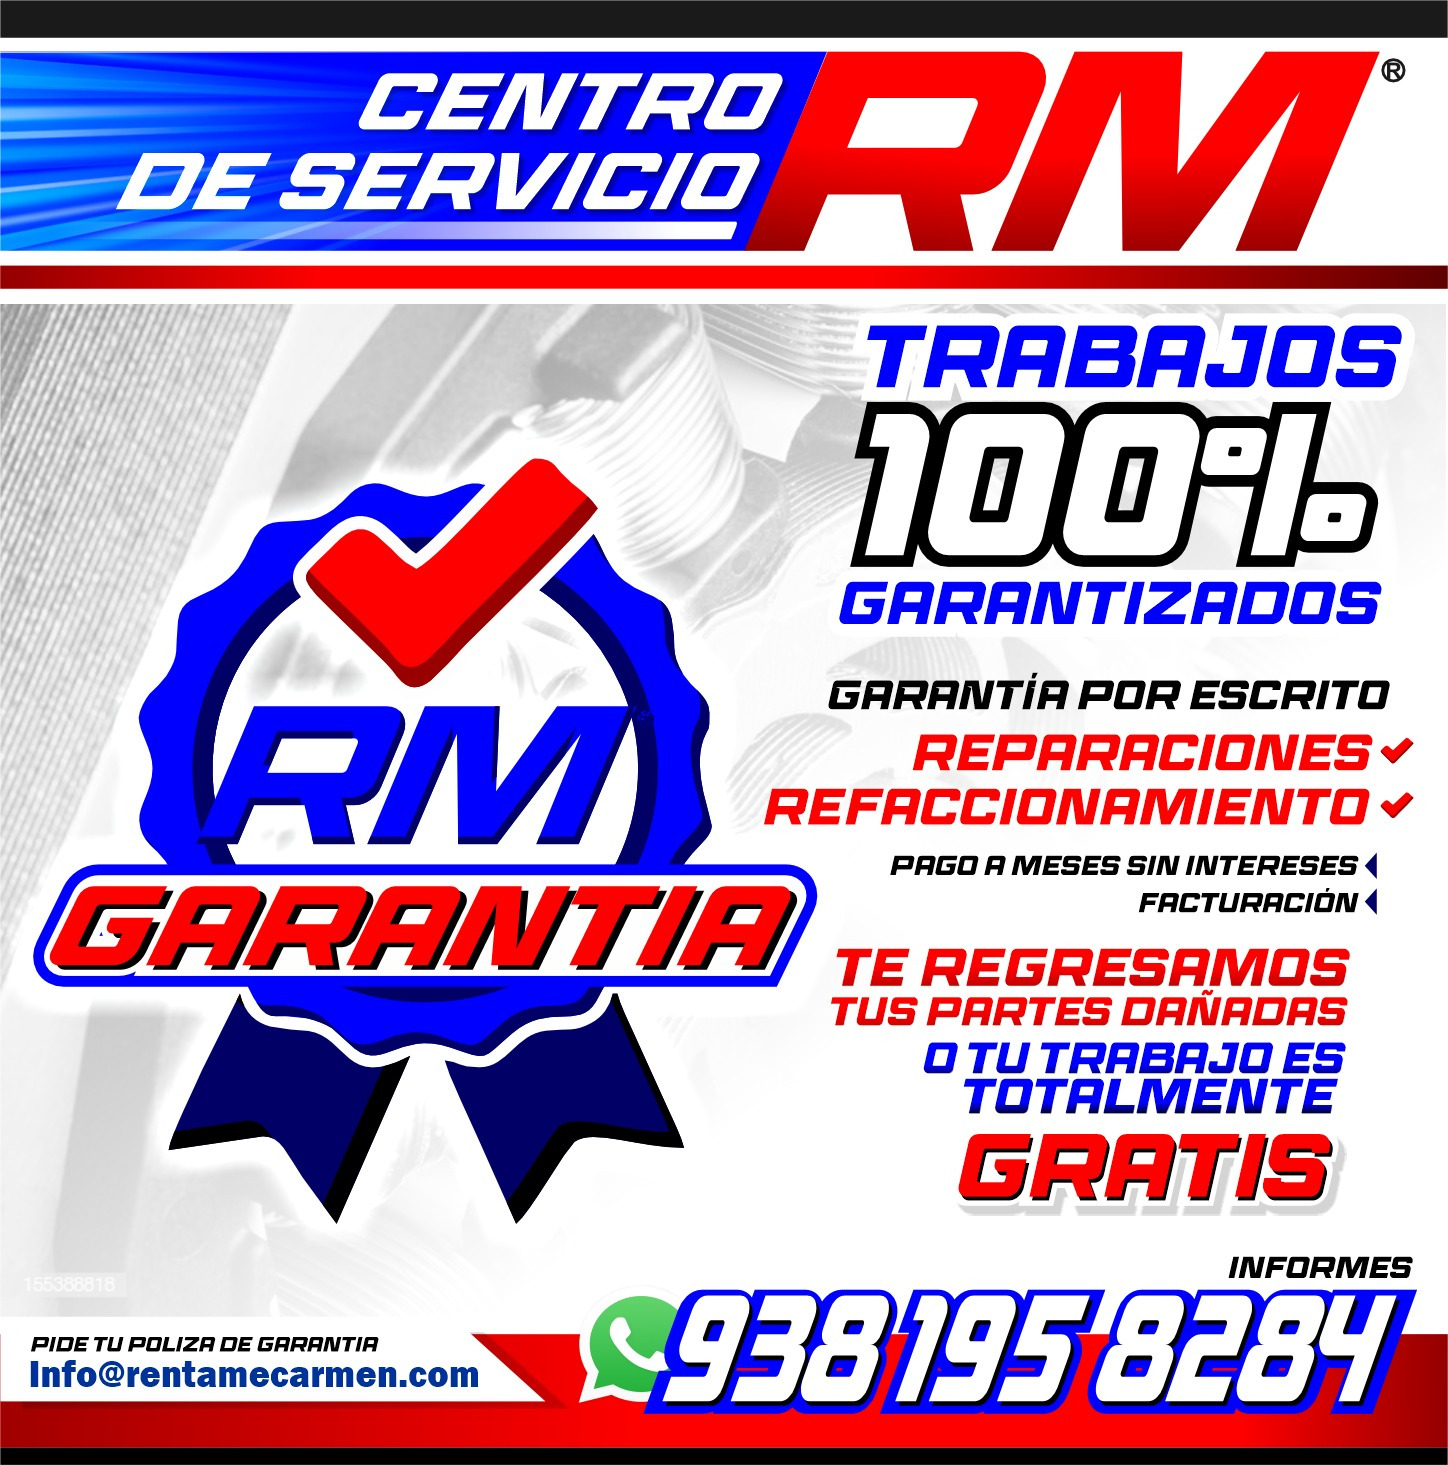 CENTRO
DE SERVICIO
RM®
TRABAJOS
100%
GARANTIZADOS
GARANTÍA POR ESCRITO
REPARACIONES
REFACCIONAMIENTO
PAGO A MESES SIN INTERESES
FACTURACIÓN
RM
GARANTIA
TE REGRESAMOS
TUS PARTES DAÑADAS
O TU TRABAJO ES
TOTALMENTE
GRATIS
155388818
INFORMES
938 195 8284
PIDE TU POLIZA DE GARANTIA
Info@rentamecarmen.com